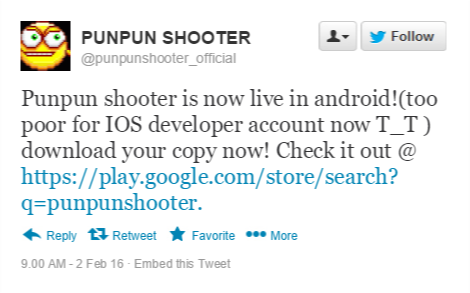 PUNPUN SHOOTER
@punpunshooter_official
Follow
Punpun shooter is now live in android!(too
poor for IOS developer account now T_T )
download your copy now! Check it out @
https://play.google.com/store/search?
q=punpunshooter.
Reply Retweet Favorite More
9.00 AM - 2 Feb 16 · Embed this Tweet